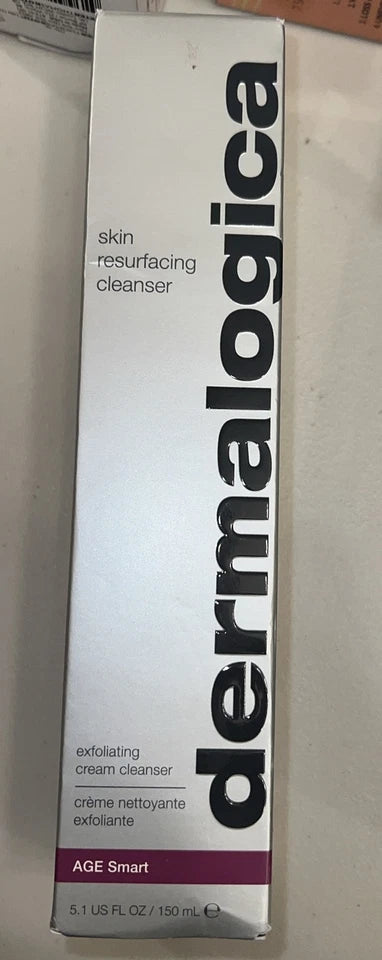 dermalogica
skin
resurfacing
cleanser
exfoliating
cream cleanser
crème nettoyante
exfoliante
AGE Smart
5.1 US FL OZ / 150 mL ℮